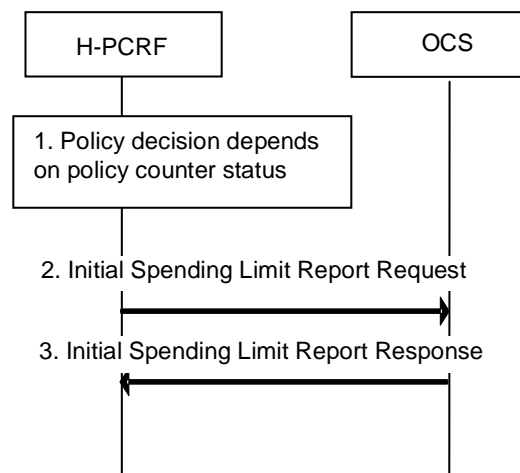 H-PCRF
OCS
1. Policy decision depends
on policy counter status
2. Initial Spending Limit Report Request
3. Initial Spending Limit Report Response